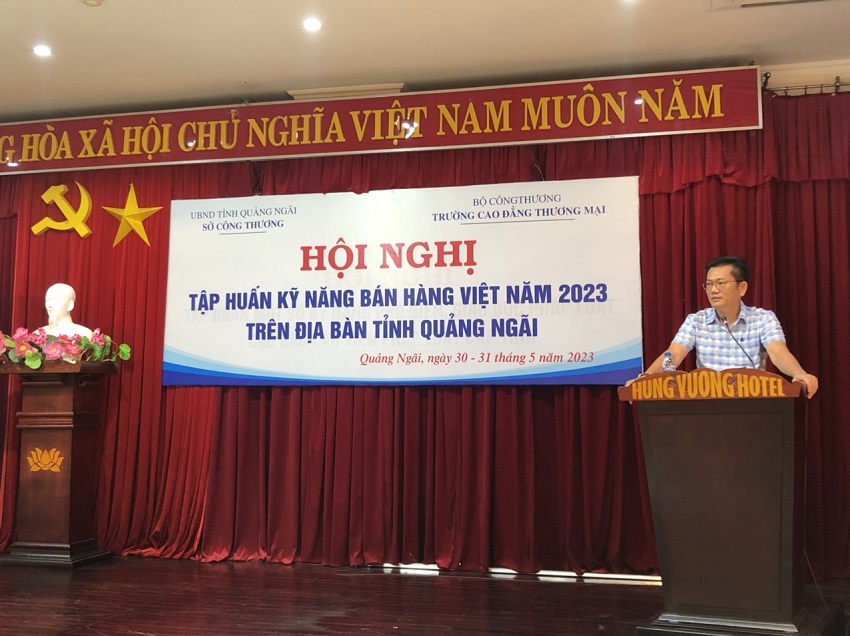 G HÒA XÃ HỘI CHỦ NGHĨA VIỆT NAM MUÔN NĂM
UBND TỈNH QUẢNG NGÃI
SỞ CÔNG THƯƠNG
BỘ CÔNGTHƯƠNG
TRƯỜNG CAO ĐẲNG THƯƠNG MẠI
HỘI NGHỊ
TẬP HUẤN KỸ NĂNG BÁN HÀNG VIỆT NĂM 2023
TRÊN ĐỊA BÀN TỈNH QUẢNG NGÃI
Quảng Ngãi, ngày 30 - 31 tháng 5 năm 2023
HÙNG VƯƠNG HOTEL